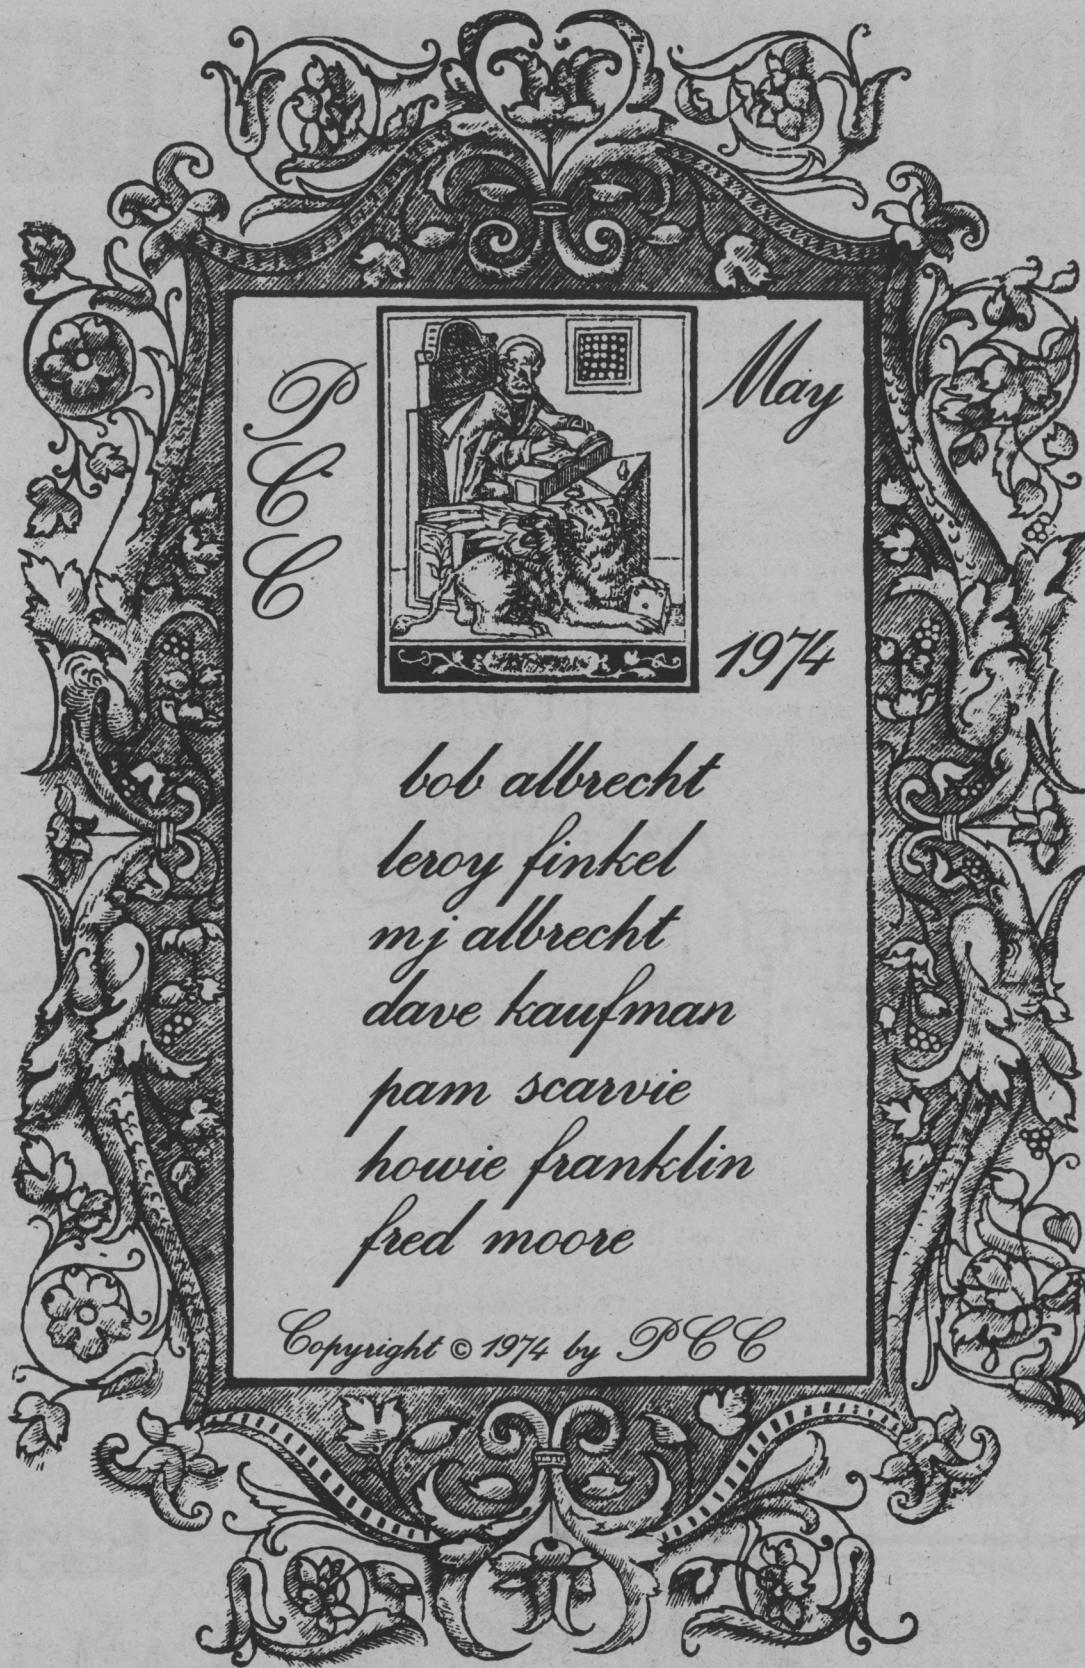 P
C
C
May
1974
bob albrecht
leroy finkel
mj albrecht
dave kaufman
pam scarvie
howie franklin
fred moore
Copyright © 1974 by PCC